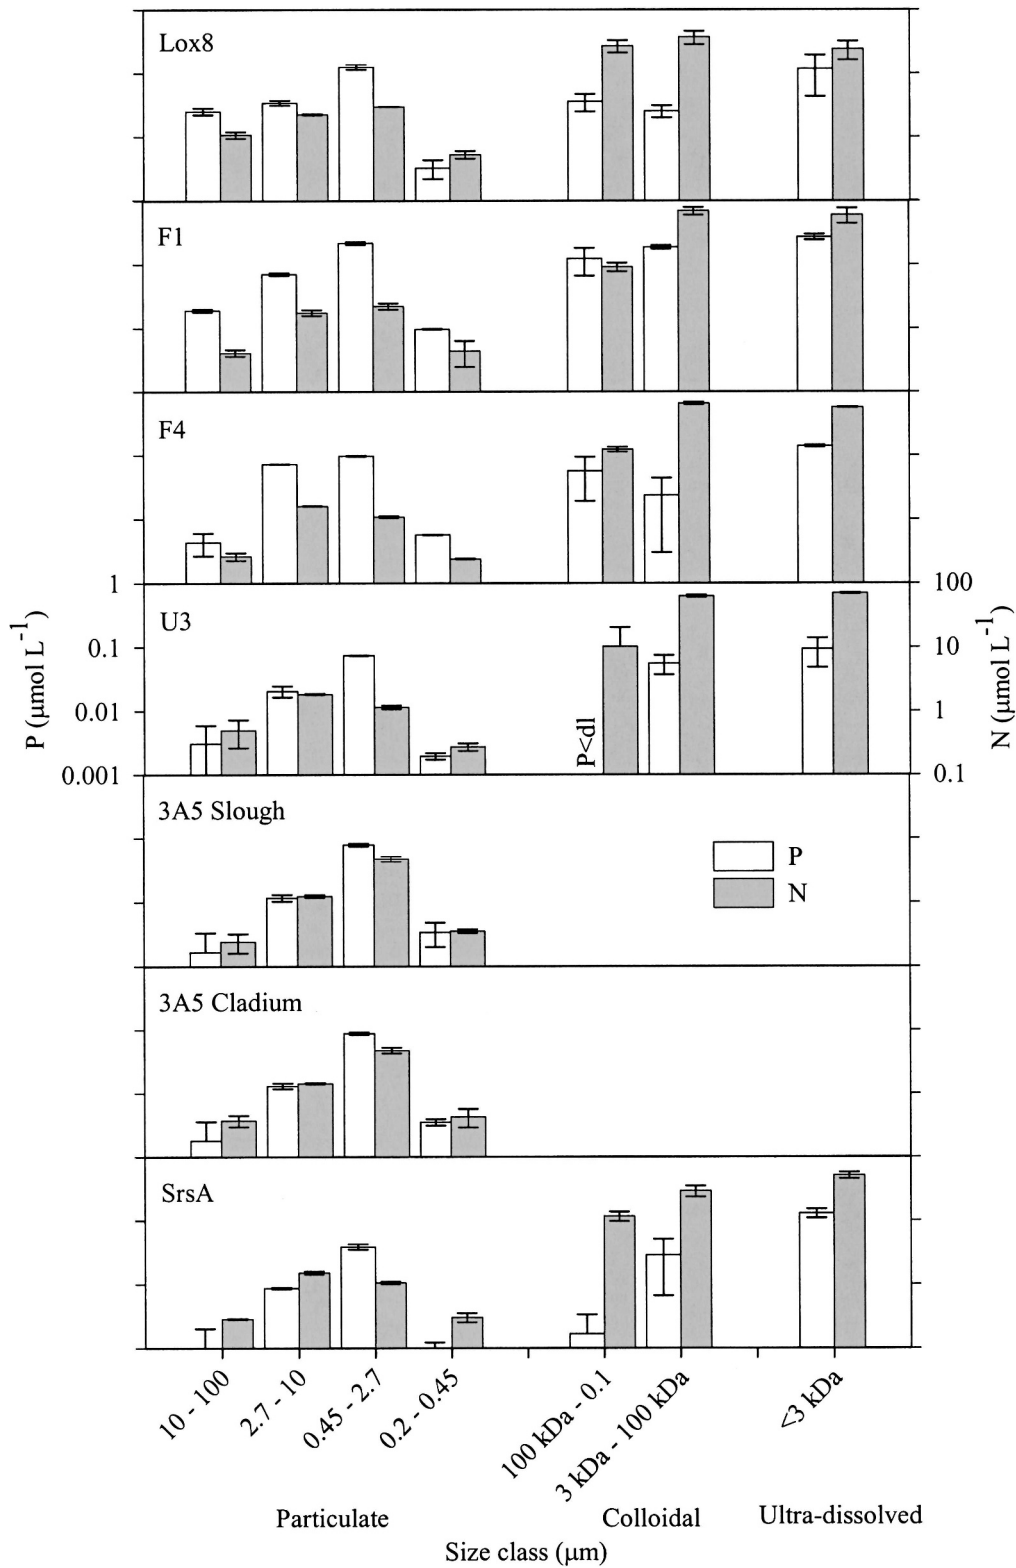 Lox8
F1
F4
1
100
U3
0.1
10
0.01
1
0.001
0.1
P (μmol L-1)
N (μmol L-1)
P<dl
3A5 Slough
P
N
3A5 Cladium
SrsA
10 - 100
2.7 - 10
0.45 - 2.7
0.2 - 0.45
100 kDa - 0.1
3 kDa - 100 kDa
<3 kDa
Particulate
Colloidal
Ultra-dissolved
Size class (μm)